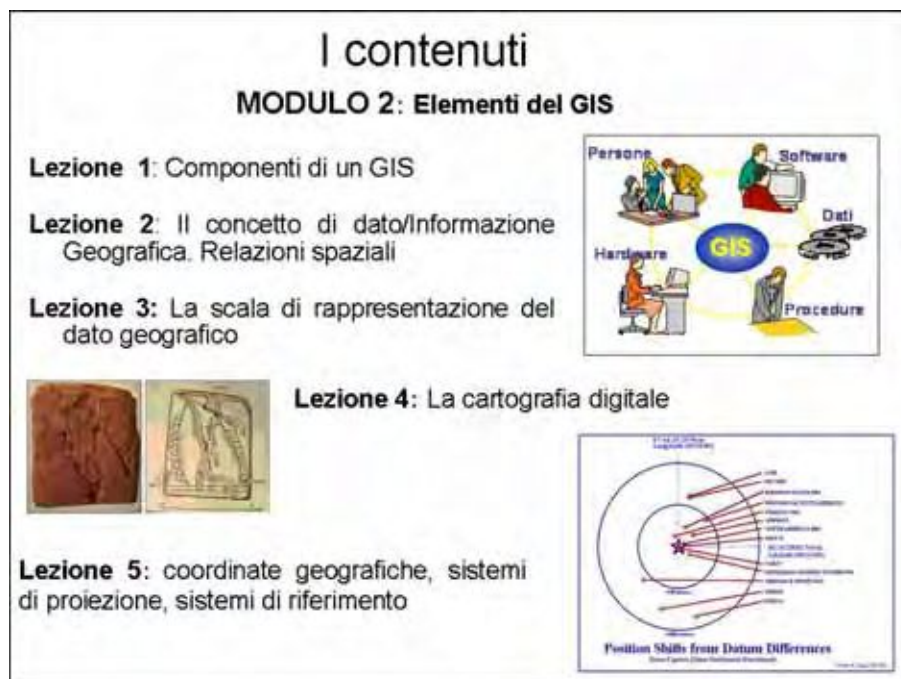 I contenuti
MODULO 2: Elementi del GIS
Lezione 1: Componenti di un GIS
Lezione 2: Il concetto di dato/Informazione
Geografica. Relazioni spaziali
Lezione 3: La scala di rappresentazione del
dato geografico
Persone
Software
Dati
GIS
Hardware
Procedure
Lezione 4: La cartografia digitale
Lezione 5: coordinate geografiche, sistemi
di proiezione, sistemi di riferimento
Position Shifts from Datum Differences